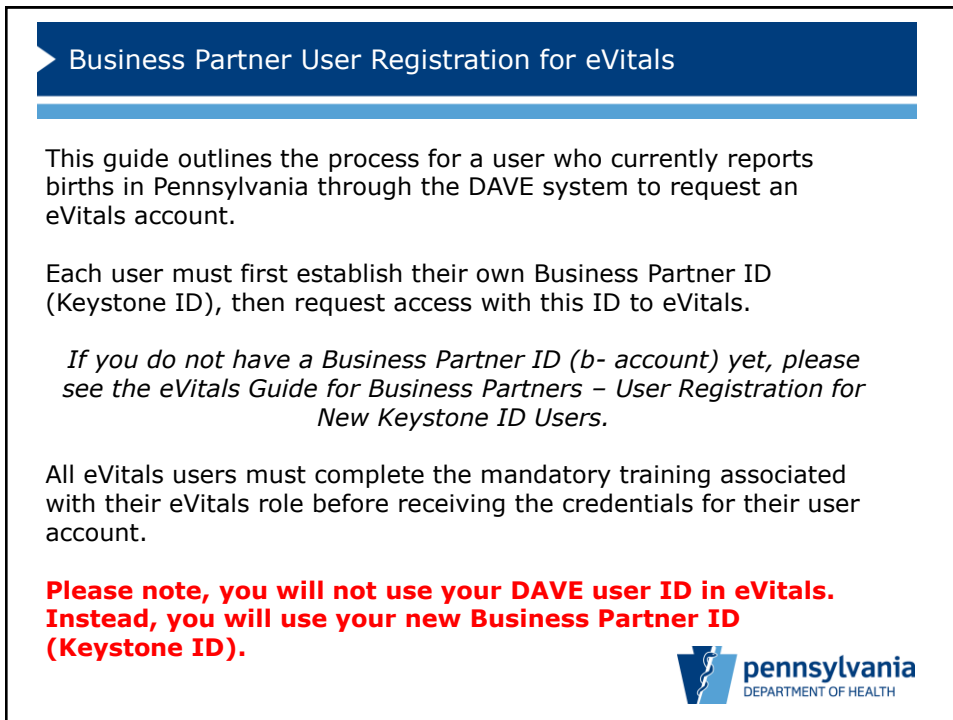 Business Partner User Registration for eVitals
This guide outlines the process for a user who currently reports
births in Pennsylvania through the DAVE system to request an
eVitals account.
Each user must first establish their own Business Partner ID
(Keystone ID), then request access with this ID to eVitals.
If you do not have a Business Partner ID (b- account) yet, please
see the eVitals Guide for Business Partners – User Registration for
New Keystone ID Users.
All eVitals users must complete the mandatory training associated
with their eVitals role before receiving the credentials for their user
account.
Please note, you will not use your DAVE user ID in eVitals.
Instead, you will use your new Business Partner ID
(Keystone ID).
pennsylvania
DEPARTMENT OF HEALTH